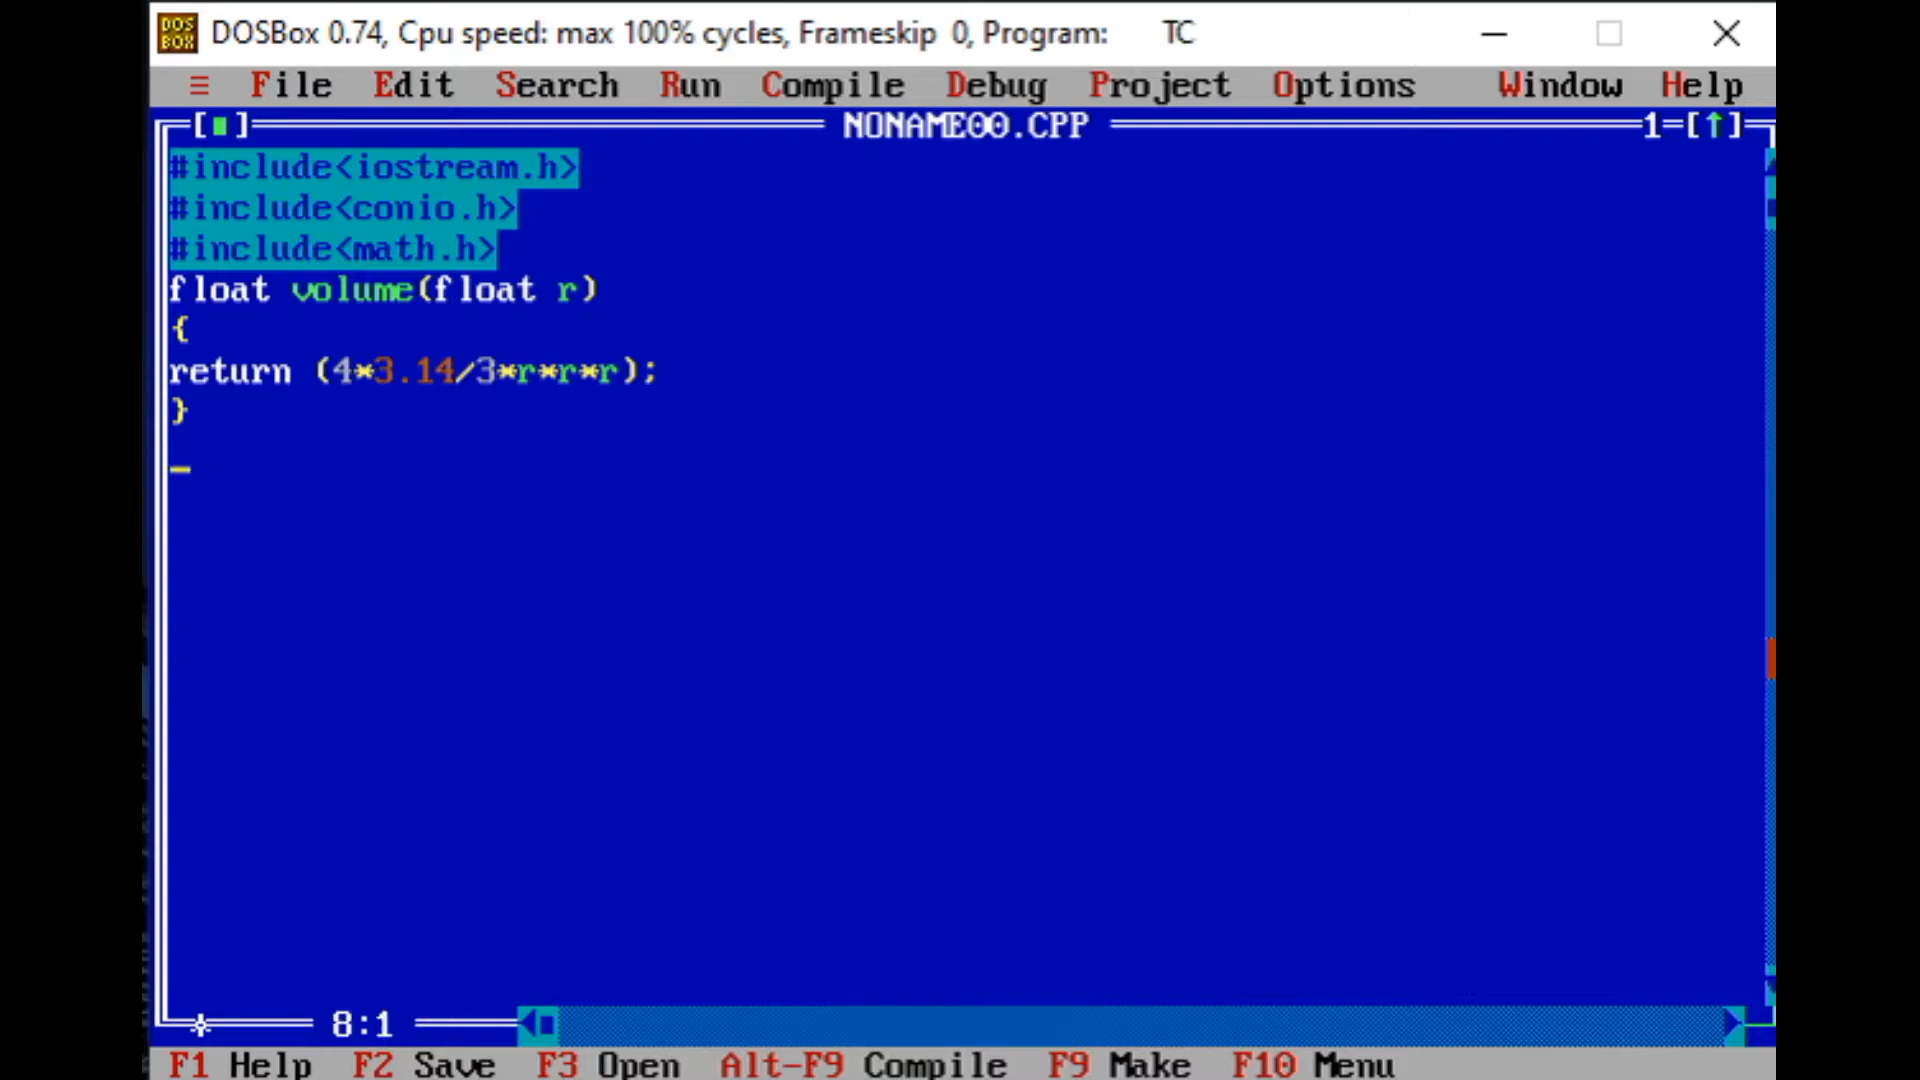 DOS
BOX
DOSBox 0.74, Cpu speed: max 100% cycles, Frameskip 0, Program: TC
≡ File Edit Search Run Compile Debug Project Options Window Help
[■] NONAME00.CPP 1=[↑]
#include<iostream.h>
#include<conio.h>
#include<math.h>
float volume(float r)
{
return (4*3.14/3*r*r*r);
}
_
8:1
F1 Help F2 Save F3 Open Alt-F9 Compile F9 Make F10 Menu